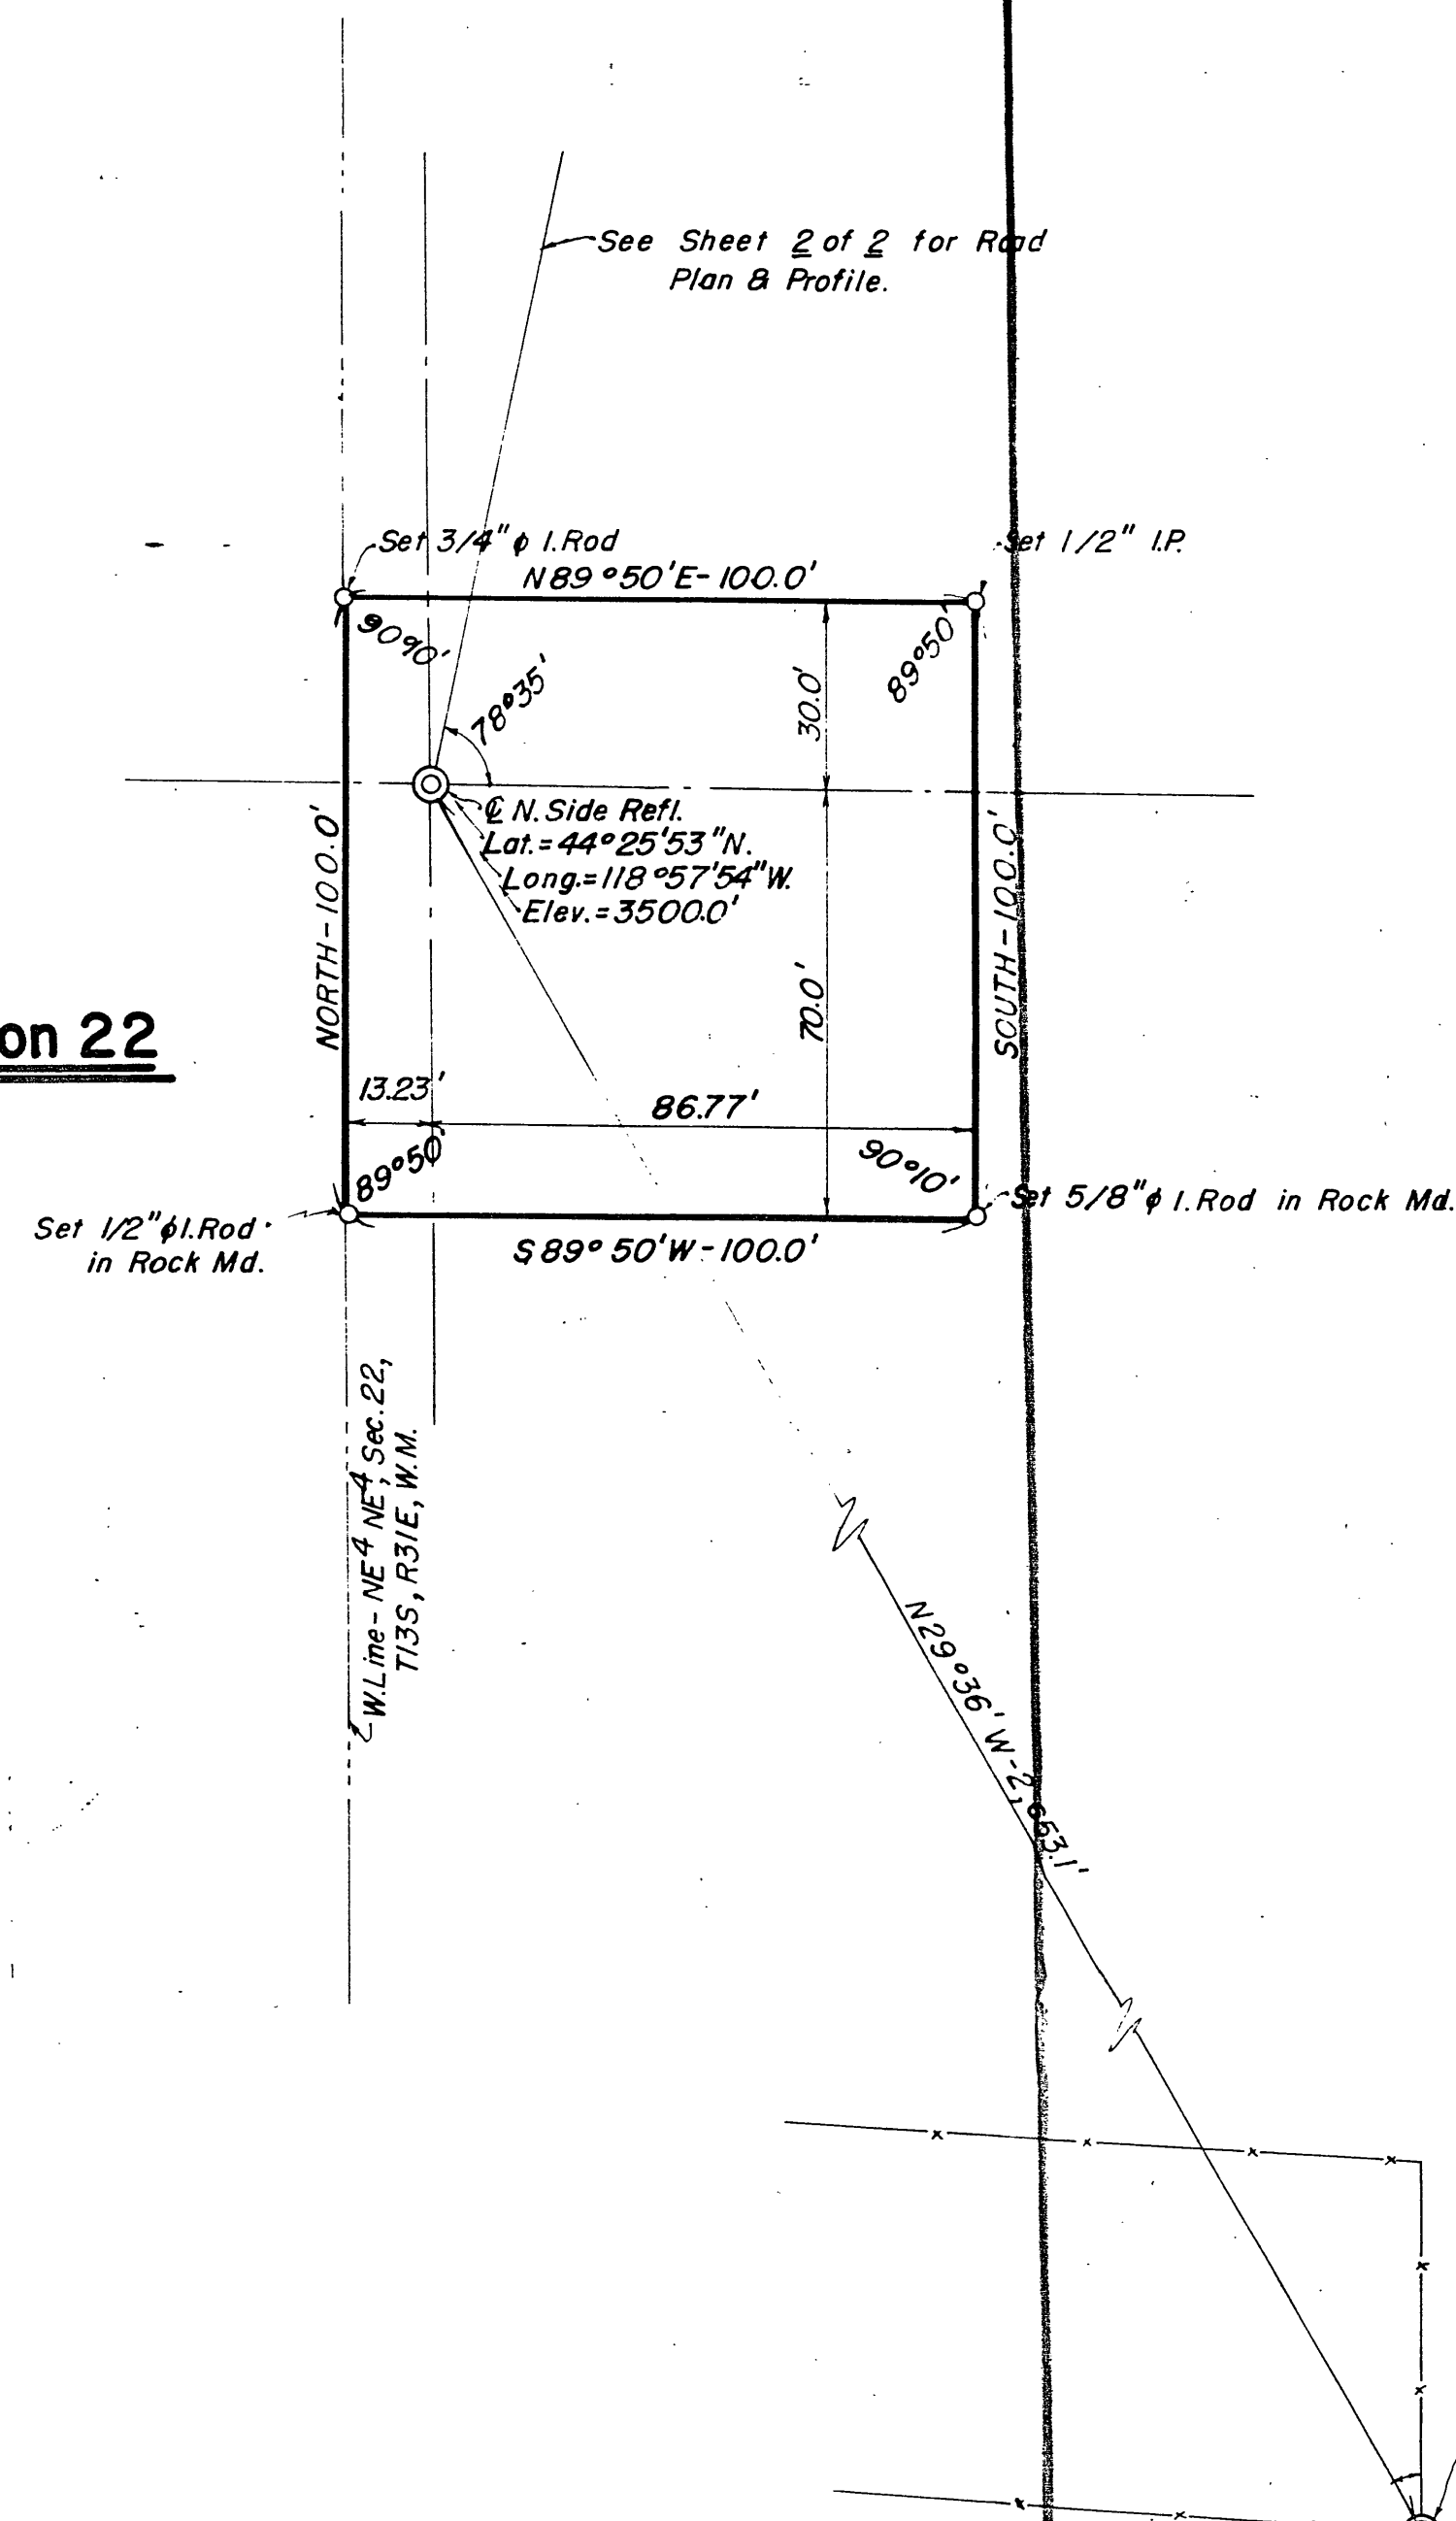 See Sheet 2 of 2 for Road
Plan & Profile.
Set 3/4" φ I.Rod
Set 1/2" I.P.
N89°50'E-100.0'
90°10'
89°50'
78°35'
30.0'
℄ N. Side Refl.
Lat.=44°25'53"N.
Long.=118°57'54"W.
Elev.=3500.0'
NORTH-100.0'
SOUTH-100.0'
70.0'
on 22
13.23'
86.77'
89°50'
90°10'
Set 1/2" φ I.Rod
in Rock Md.
Set 5/8" φ I.Rod in Rock Md.
S89°50'W-100.0'
W.Line-NE4 NE4, Sec.22,
T13S, R31E, W.M.
N29°36'W-2,653.1'